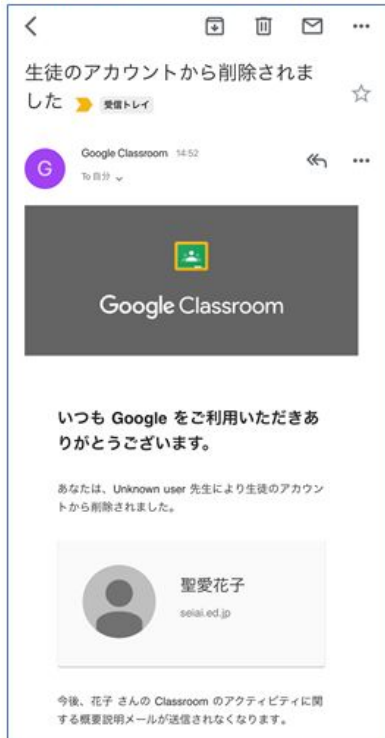 生徒のアカウントから削除されま
した 受信トレイ
Google Classroom 14:52
To 自分
G
Google Classroom
いつも Google をご利用いただきあ
りがとうございます。
あなたは、Unknown user 先生により生徒のアカウン
トから削除されました。
聖愛花子
seiai.ed.jp
今後、花子 さんの Classroom のアクティビティに関
する概要説明メールが送信されなくなります。